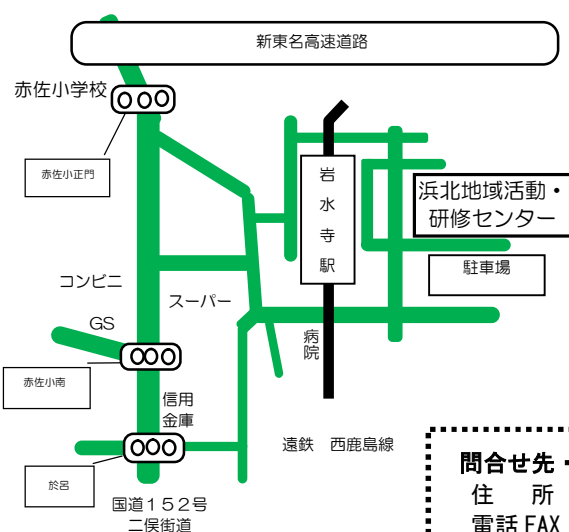 新東名高速道路
赤佐小学校
赤佐小正門
岩水寺駅
浜北地域活動・
研修センター
駐車場
コンビニ
スーパー
GS
病院
赤佐小南
信用
金庫
遠鉄 西鹿島線
於呂
国道152号
二俣街道
問合せ先・
住 所
電話FAX